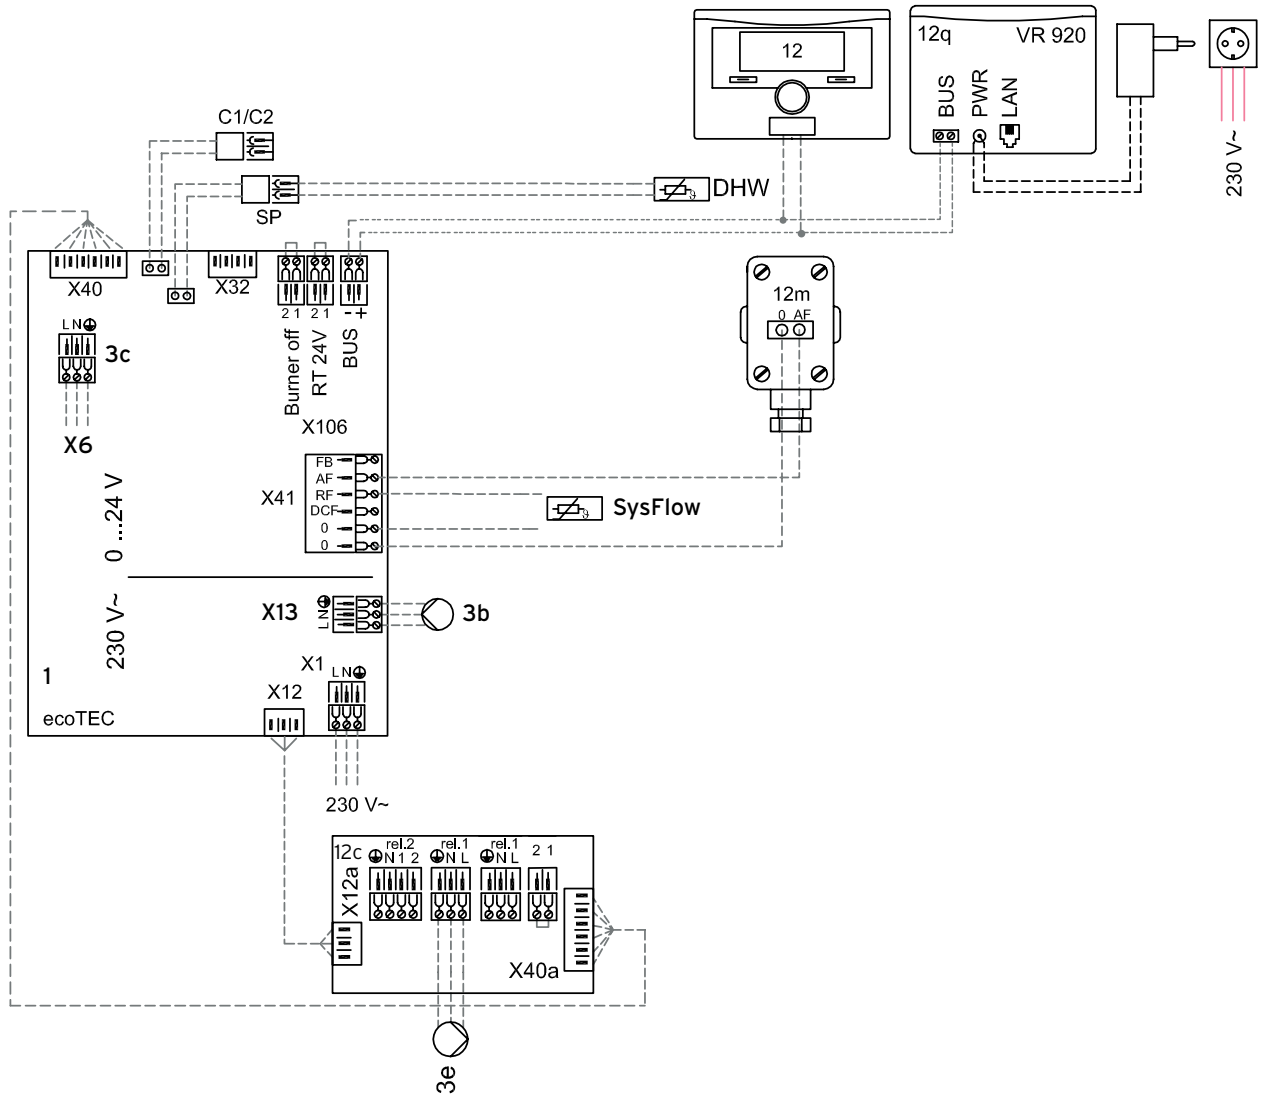 12
12q VR 920
BUS
PWR
LAN
230 V~
C1/C2
SP
DHW
X40
X32
2 1
2 1
- +
Burner off
RT 24V
BUS
L N
3c
X6
X106
12m
0 AF
X41
FB
AF
RF
DCF
0
0
SysFlow
0 ...24 V
230 V~
X13
L N
3b
1
ecoTEC
X1
L N
X12
230 V~
12c
rel.2
N 1 2
rel.1
N L
rel.1
N L
2 1
X12a
X40a
3e